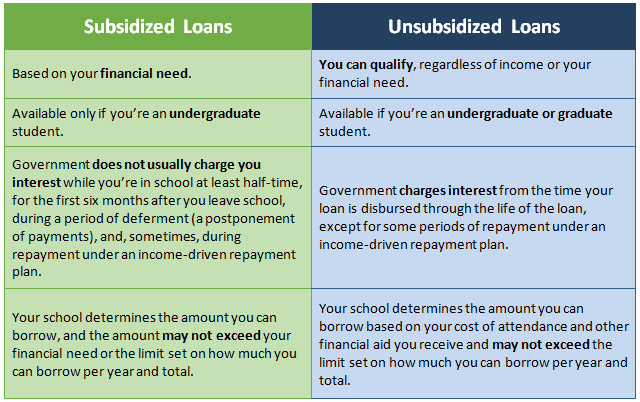 Subsidized Loans
Unsubsidized Loans
Based on your financial need.
You can qualify, regardless of income or your
financial need.
Available only if you're an undergraduate
student.
Available if you're an undergraduate or graduate
student.
Government does not usually charge you
interest while you're in school at least half-time,
for the first six months after you leave school,
during a period of deferment (a postponement
of payments), and, sometimes, during
repayment under an income-driven repayment
plan.
Government charges interest from the time your
loan is disbursed through the life of the loan,
except for some periods of repayment under an
income-driven repayment plan.
Your school determines the amount you can
borrow, and the amount may not exceed your
financial need or the limit set on how much you
can borrow per year and total.
Your school determines the amount you can
borrow based on your cost of attendance and other
financial aid you receive and may not exceed the
limit set on how much you can borrow per year and
total.